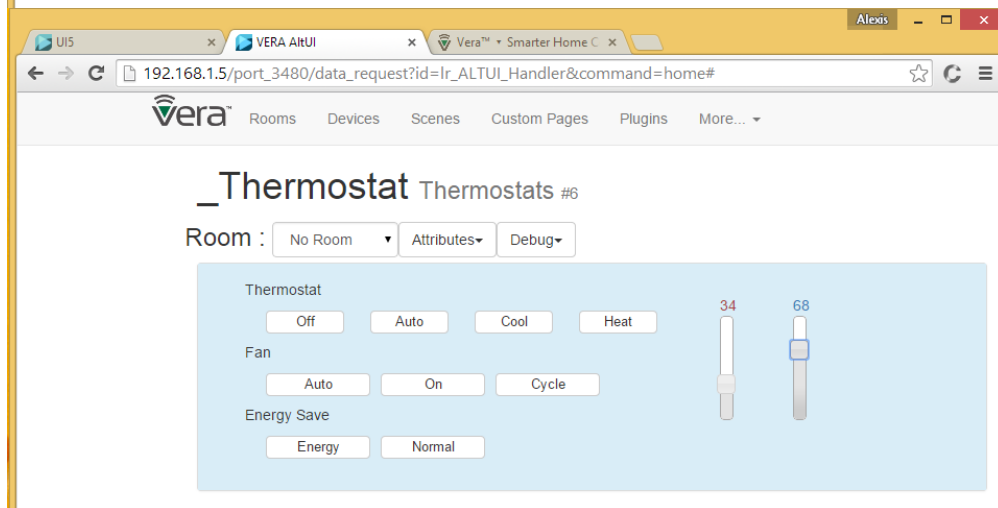 Alexis
UI5 VERA AltUI Vera™ ▾ Smarter Home C
192.168.1.5/port_3480/data_request?id=lr_ALTUI_Handler&command=home#
vera™ Rooms Devices Scenes Custom Pages Plugins More...
_Thermostat Thermostats #6
Room : No Room Attributes Debug
Thermostat
34 68
Off Auto Cool Heat
Fan
Auto On Cycle
Energy Save
Energy Normal